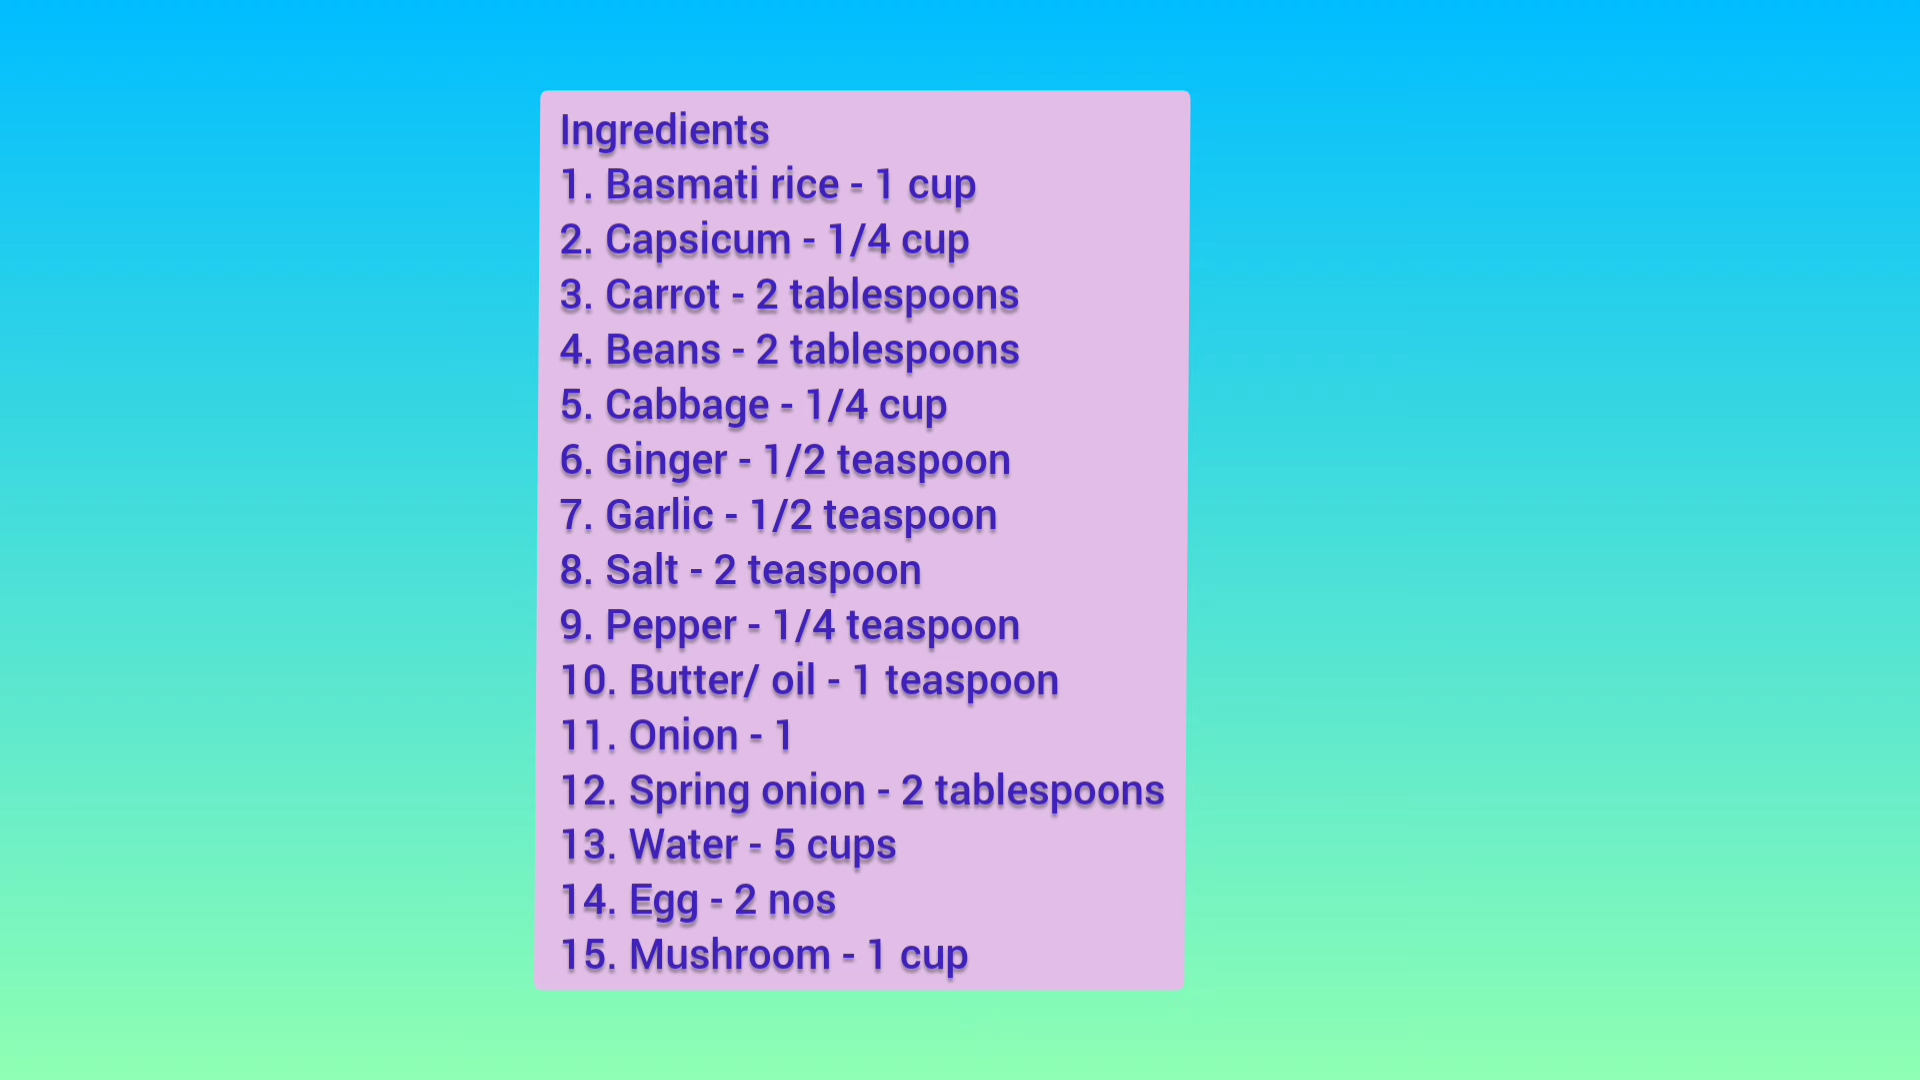 Ingredients
1. Basmati rice - 1 cup
2. Capsicum - 1/4 cup
3. Carrot - 2 tablespoons
4. Beans - 2 tablespoons
5. Cabbage - 1/4 cup
6. Ginger - 1/2 teaspoon
7. Garlic - 1/2 teaspoon
8. Salt - 2 teaspoon
9. Pepper - 1/4 teaspoon
10. Butter/ oil - 1 teaspoon
11. Onion - 1
12. Spring onion - 2 tablespoons
13. Water - 5 cups
14. Egg - 2 nos
15. Mushroom - 1 cup